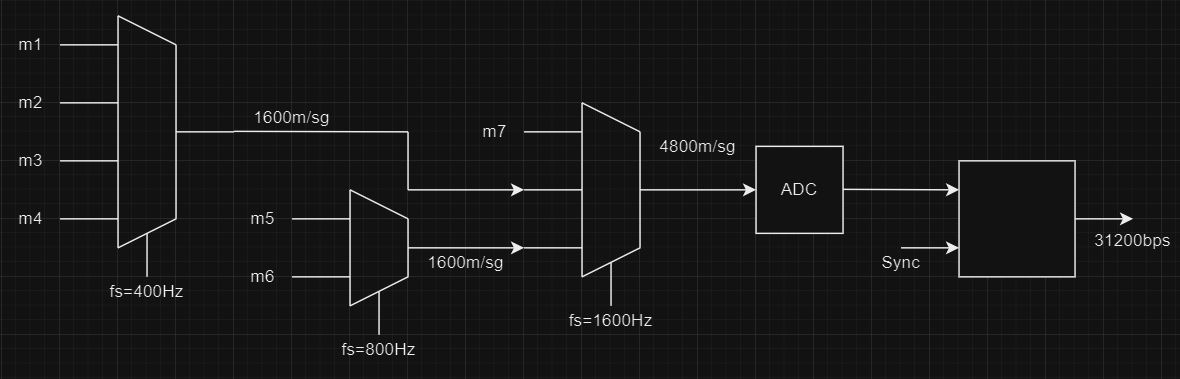 m1
m2
m3
m4
fs=400Hz
1600m/sg
m5
m6
fs=800Hz
1600m/sg
m7
fs=1600Hz
4800m/sg
ADC
Sync
31200bps